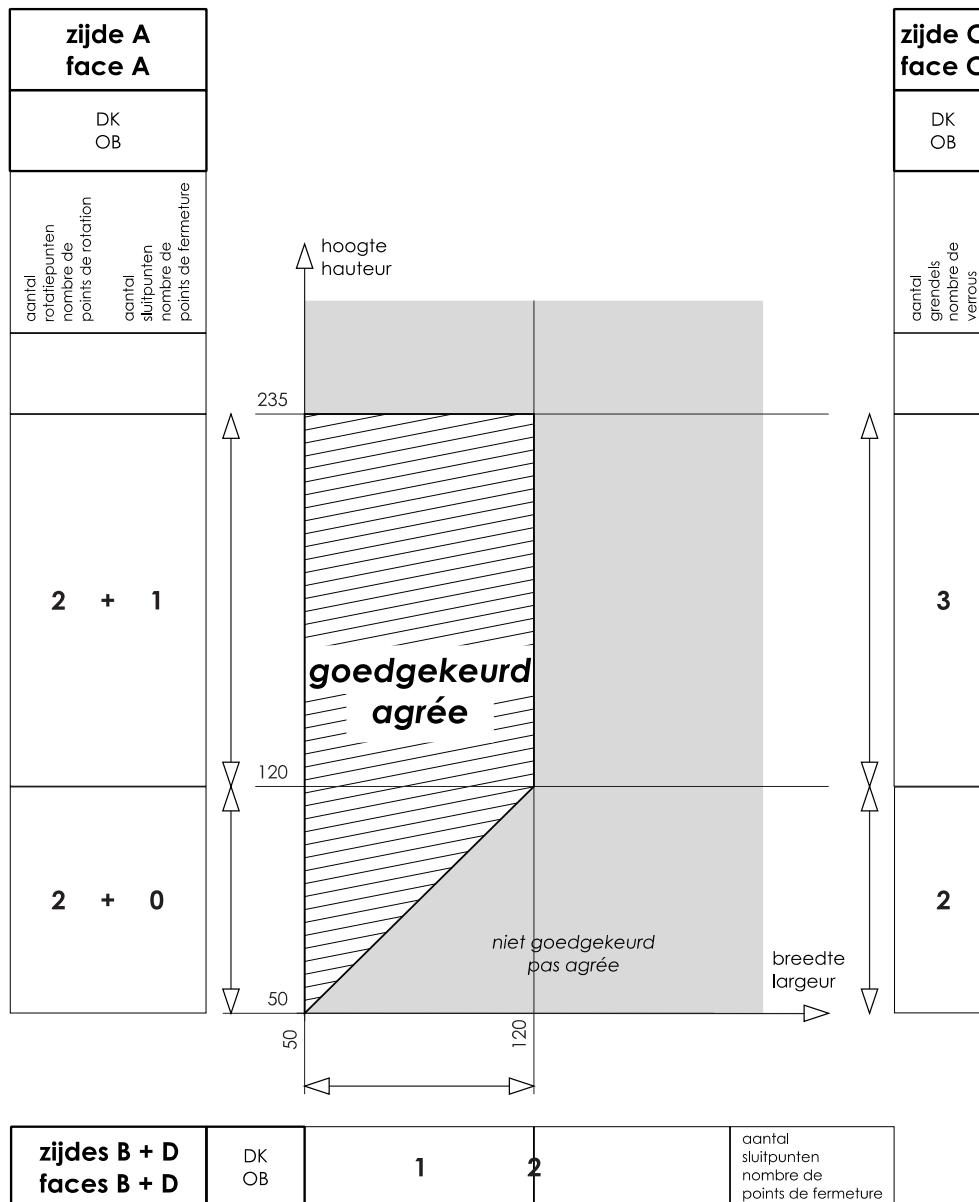 zijde A
face A
DK
OB
aantal
rotatiepunten
nombre de
points de rotation
aantal
sluitpunten
nombre de
points de fermeture
2 + 1
2 + 0
hoogte
hauteur
235
120
50
goedgekeurd
agrée
niet goedgekeurd
pas agrée
breedte
largeur
50
120
zijde C
face C
DK
OB
aantal
grendels
nombre de
verrous
3
2
zijdes B + D
faces B + D
DK
OB
1
2
aantal
sluitpunten
nombre de
points de fermeture